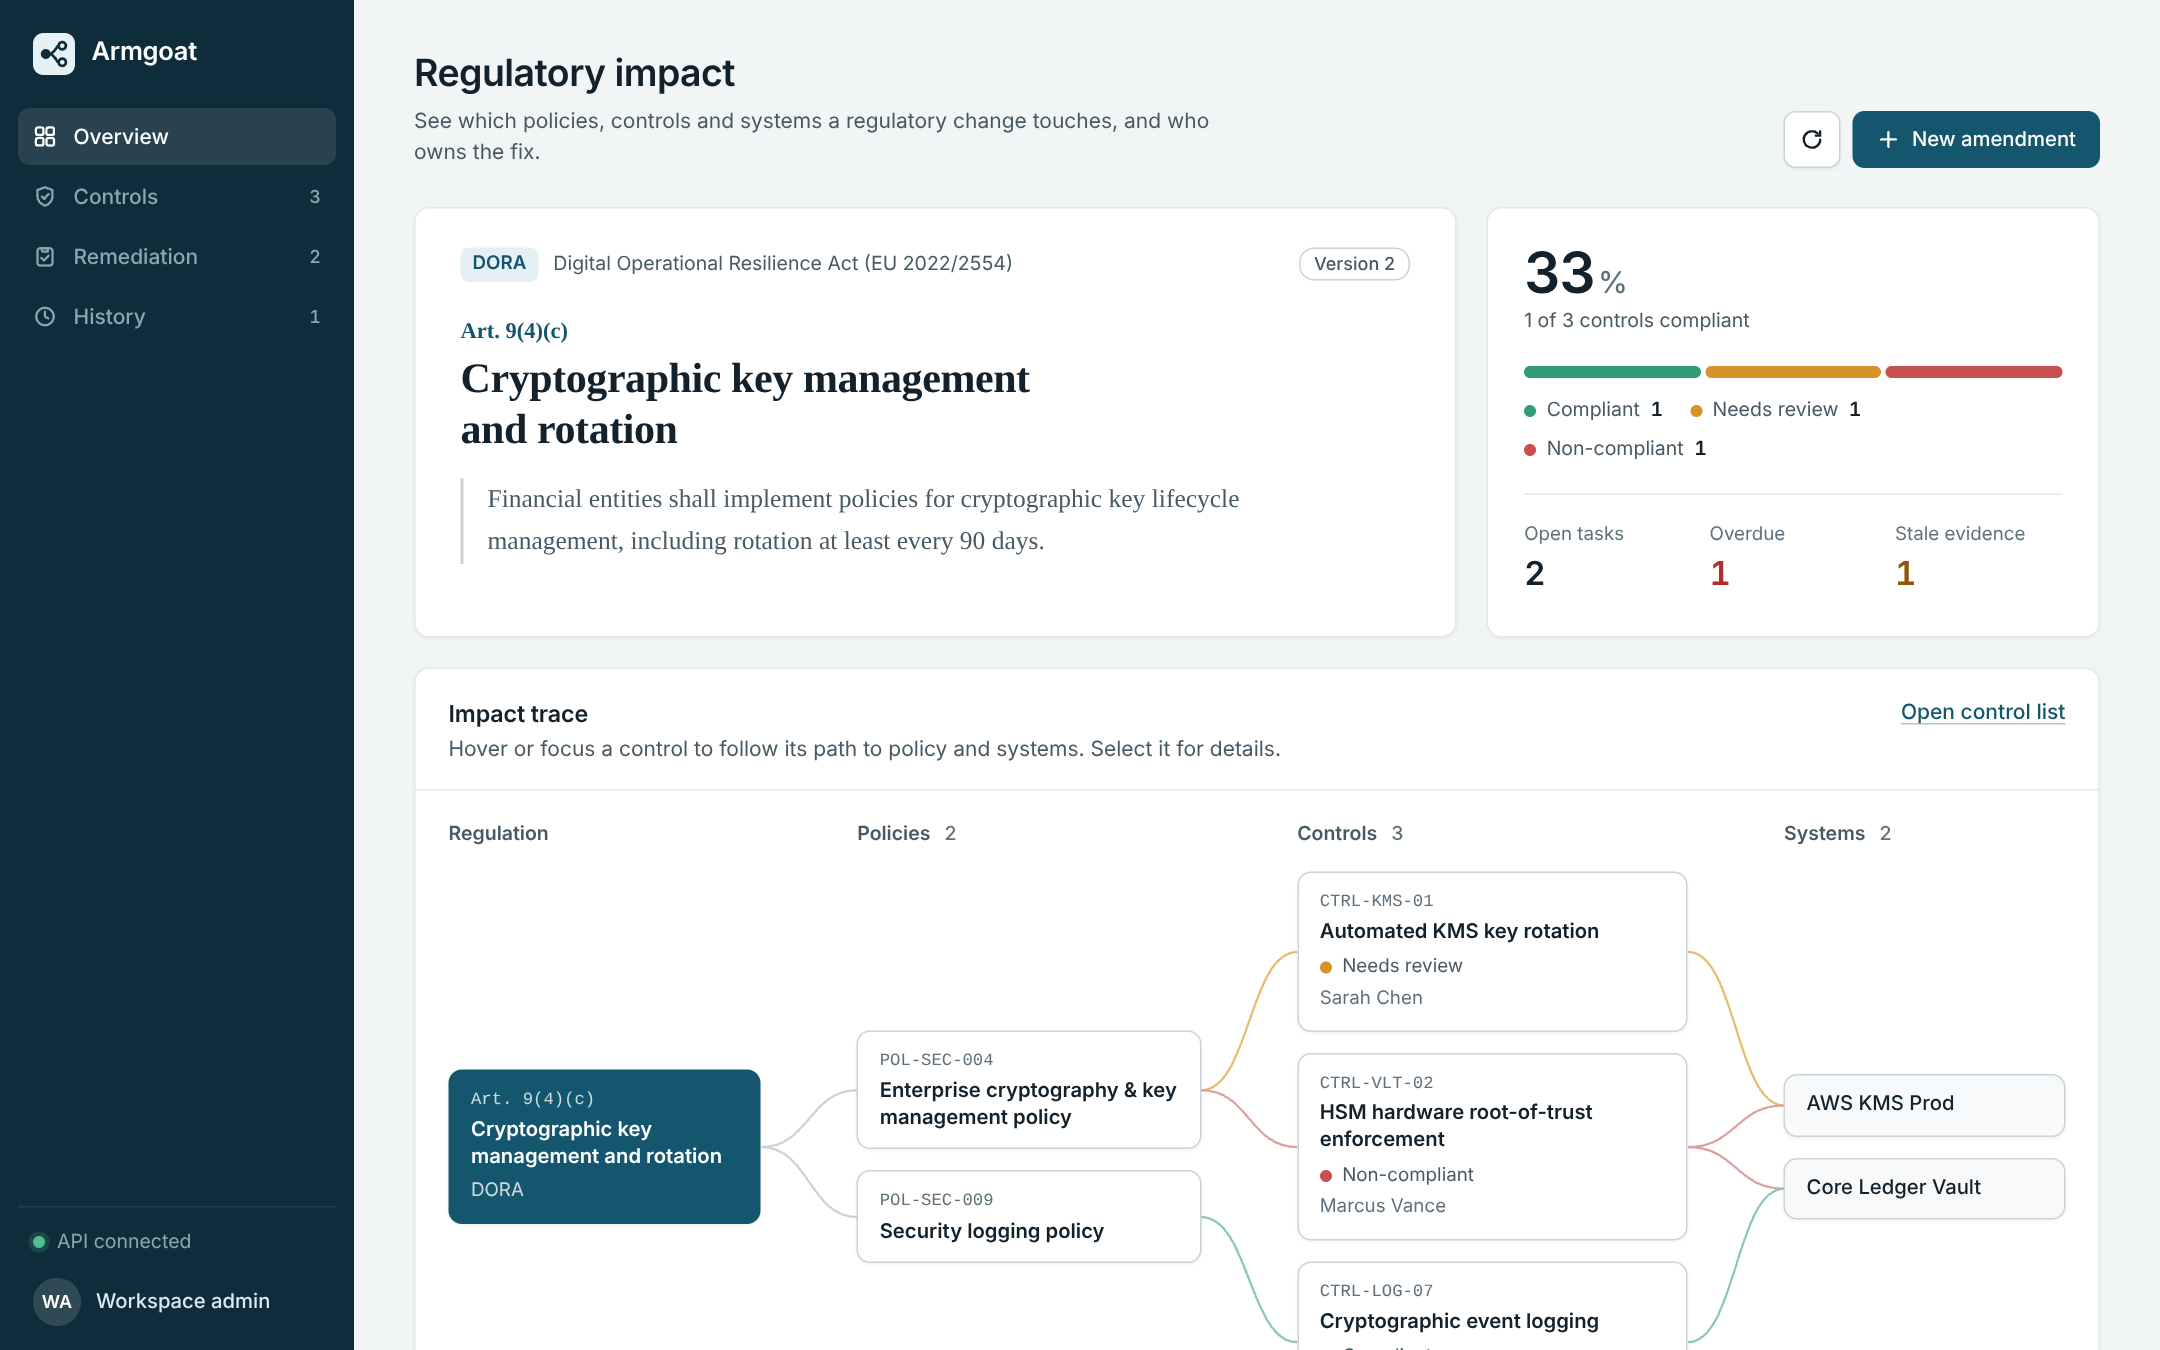 Armgoat
Overview
Controls 3
Remediation 2
History 1
API connected
WA Workspace admin
Regulatory impact
See which policies, controls and systems a regulatory change touches, and who
owns the fix.
New amendment
DORA Digital Operational Resilience Act (EU 2022/2554) Version 2
Art. 9(4)(c)
Cryptographic key management
and rotation
Financial entities shall implement policies for cryptographic key lifecycle
management, including rotation at least every 90 days.
33%
1 of 3 controls compliant
Compliant 1 Needs review 1
Non-compliant 1
Open tasks Overdue Stale evidence
2 1 1
Impact trace
Open control list
Hover or focus a control to follow its path to policy and systems. Select it for details.
Regulation Policies 2 Controls 3 Systems 2
Art. 9(4)(c)
Cryptographic key
management and rotation
DORA
POL-SEC-004
Enterprise cryptography & key
management policy
POL-SEC-009
Security logging policy
CTRL-KMS-01
Automated KMS key rotation
Needs review
Sarah Chen
CTRL-VLT-02
HSM hardware root-of-trust
enforcement
Non-compliant
Marcus Vance
CTRL-LOG-07
Cryptographic event logging
AWS KMS Prod
Core Ledger Vault